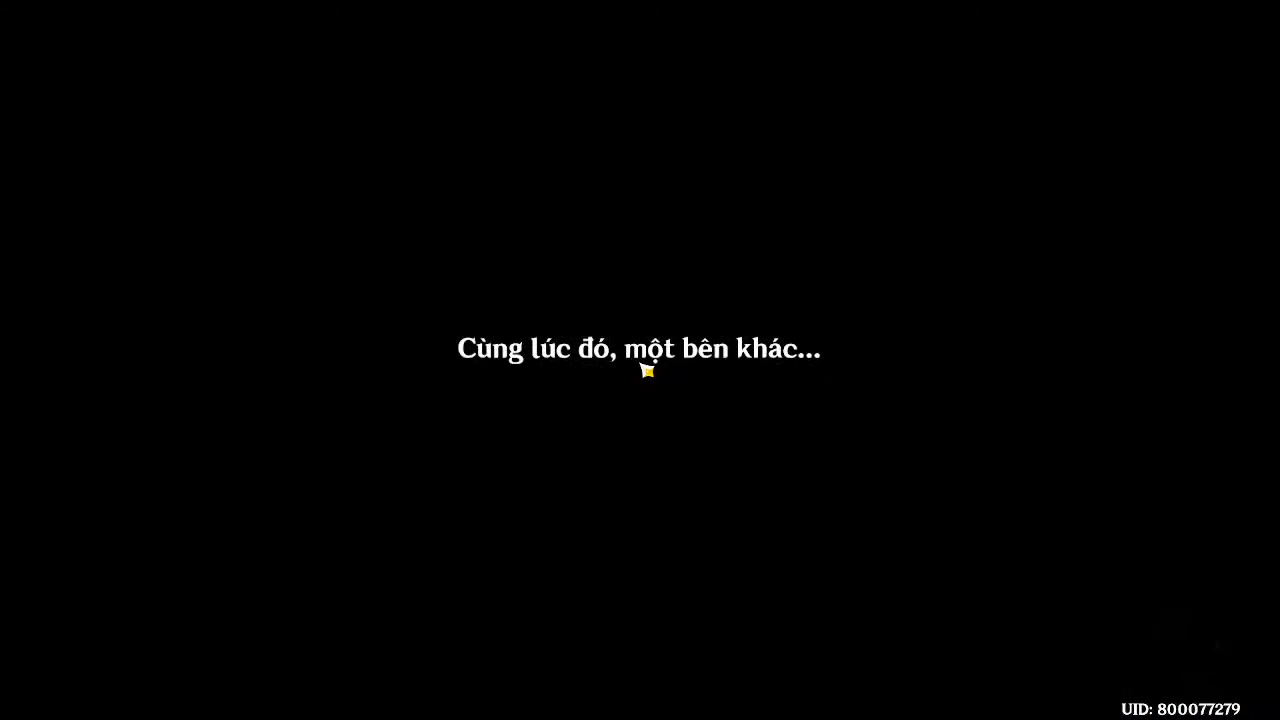 Cùng lúc đó, một bên khác...
UID: 800077279